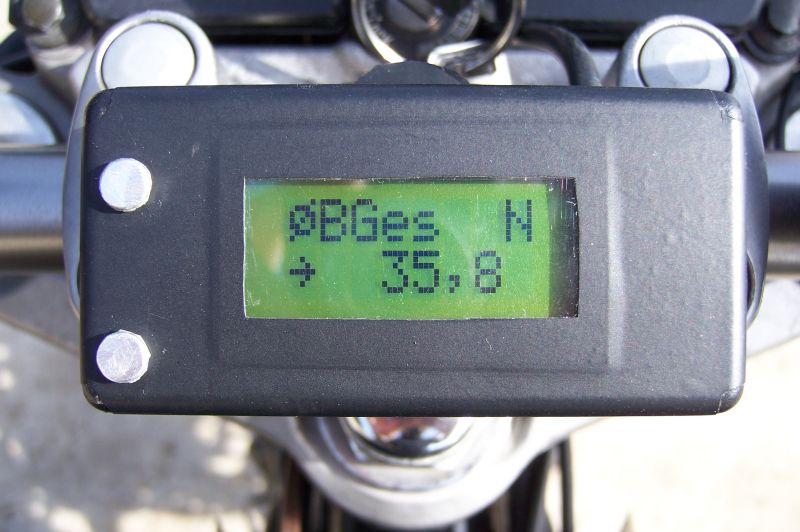 øBGes N
→ 35,8